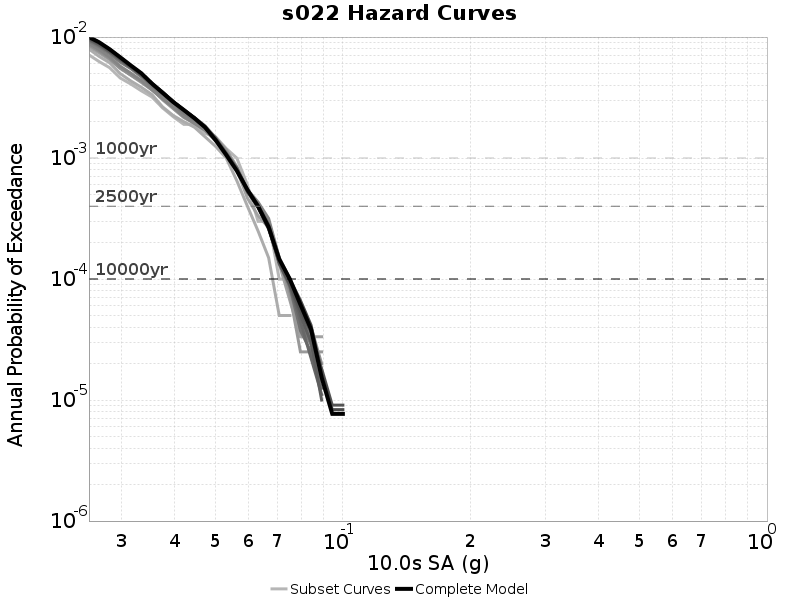 s022 Hazard Curves
Annual Probability of Exceedance
10-2
10-3
10-4
10-5
10-6
1000yr
2500yr
10000yr
3 4 5 6 7 10-1 2 3 4 5 6 7 100
10.0s SA (g)
Subset Curves Complete Model